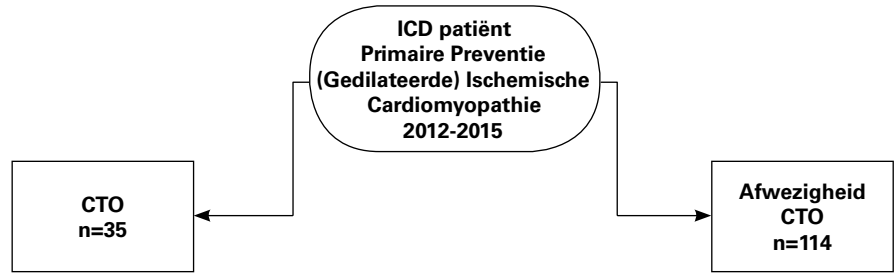 ICD patiënt
Primaire Preventie
(Gedilateerde) Ischemische
Cardiomyopathie
2012-2015
CTO
n=35
Afwezigheid
CTO
n=114